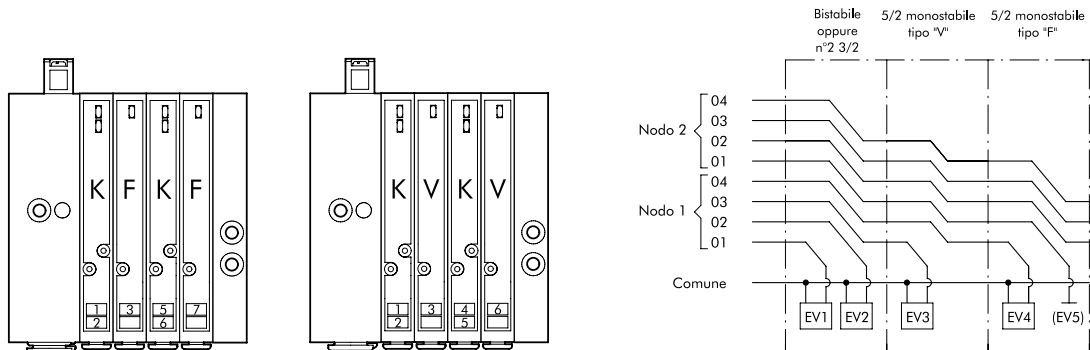 K F K F
1 3 5 7
2 6
K V K V
1 3 4 6
2 5
Bistabile
oppure
n°2 3/2
5/2 monostabile
tipo "V"
5/2 monostabile
tipo "F"
Nodo 2
04
03
02
01
Nodo 1
04
03
02
01
Comune
EV1 EV2 EV3 EV4 (EV5)